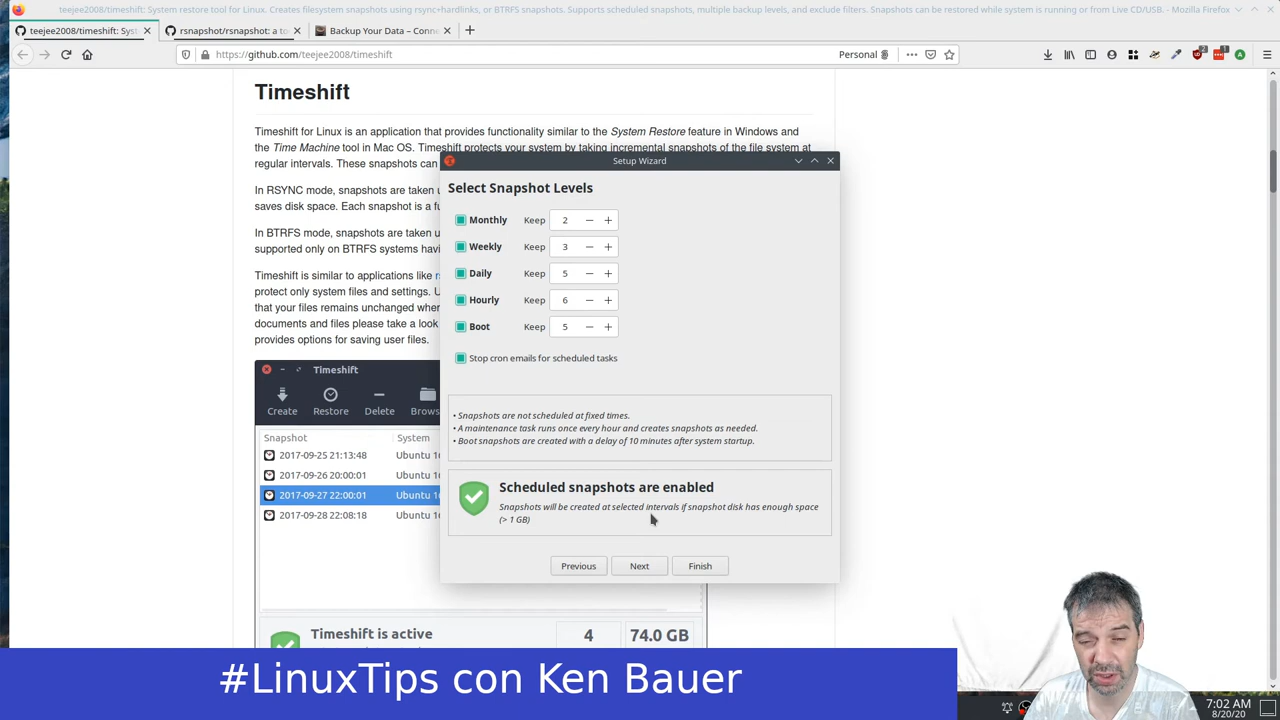 teejee2008/timeshift: System restore tool for Linux. Creates filesystem snapshots using rsync+hardlinks, or BTRFS snapshots. Supports scheduled snapshots, multiple backup levels, and exclude filters. Snapshots can be restored while system is running or from Live CD/USB. - Mozilla Firefox
teejee2008/timeshift: Sys
rsnapshot/rsnapshot: a to
Backup Your Data – Conn
https://github.com/teejee2008/timeshift
Personal
Timeshift
Timeshift for Linux is an application that provides functionality similar to the System Restore feature in Windows and
the Time Machine tool in Mac OS. Timeshift protects your system by taking incremental snapshots of the file system at
regular intervals. These snapshots can
In RSYNC mode, snapshots are taken u
saves disk space. Each snapshot is a fu
In BTRFS mode, snapshots are taken u
supported only on BTRFS systems havi
Timeshift is similar to applications like r
protect only system files and settings. U
that your files remains unchanged when
documents and files please take a look
provides options for saving user files.
Setup Wizard
Select Snapshot Levels
Monthly Keep 2 − +
Weekly Keep 3 − +
Daily Keep 5 − +
Hourly Keep 6 − +
Boot Keep 5 − +
Stop cron emails for scheduled tasks
• Snapshots are not scheduled at fixed times.
• A maintenance task runs once every hour and creates snapshots as needed.
• Boot snapshots are created with a delay of 10 minutes after system startup.
Scheduled snapshots are enabled
Snapshots will be created at selected intervals if snapshot disk has enough space
(> 1 GB)
Previous Next Finish
Timeshift
Create Restore Delete Brows
Snapshot System
2017-09-25 21:13:48 Ubuntu 1
2017-09-26 20:00:01 Ubuntu 1
2017-09-27 22:00:01 Ubuntu 1
2017-09-28 22:08:18 Ubuntu 1
Timeshift is active
4 74.0 GB
#LinuxTips con Ken Bauer
7:02 AM
8/20/20